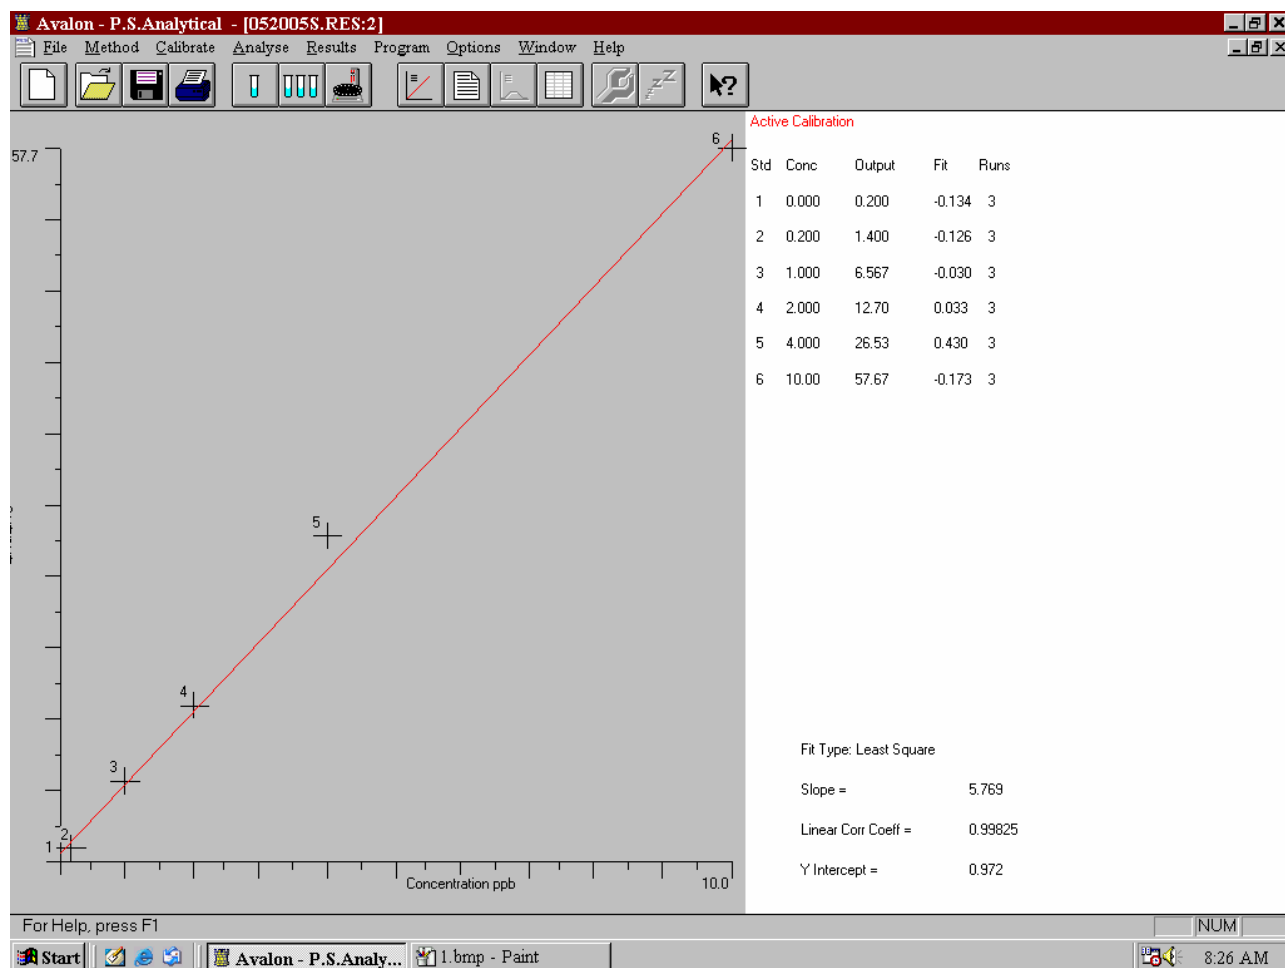 Avalon - P.S.Analytical - [052005S.RES:2]
File Method Calibrate Analyse Results Program Options Window Help
Active Calibration
Std Conc Output Fit Runs
1 0.000 0.200 -0.134 3
2 0.200 1.400 -0.126 3
3 1.000 6.567 -0.030 3
4 2.000 12.70 0.033 3
5 4.000 26.53 0.430 3
6 10.00 57.67 -0.173 3
57.7
6
5
4
3
2
1
Concentration ppb
10.0
Fit Type: Least Square
Slope = 5.769
Linear Corr Coeff = 0.99825
Y Intercept = 0.972
For Help, press F1
NUM
Start
Avalon - P.S.Analy...
1.bmp - Paint
8:26 AM